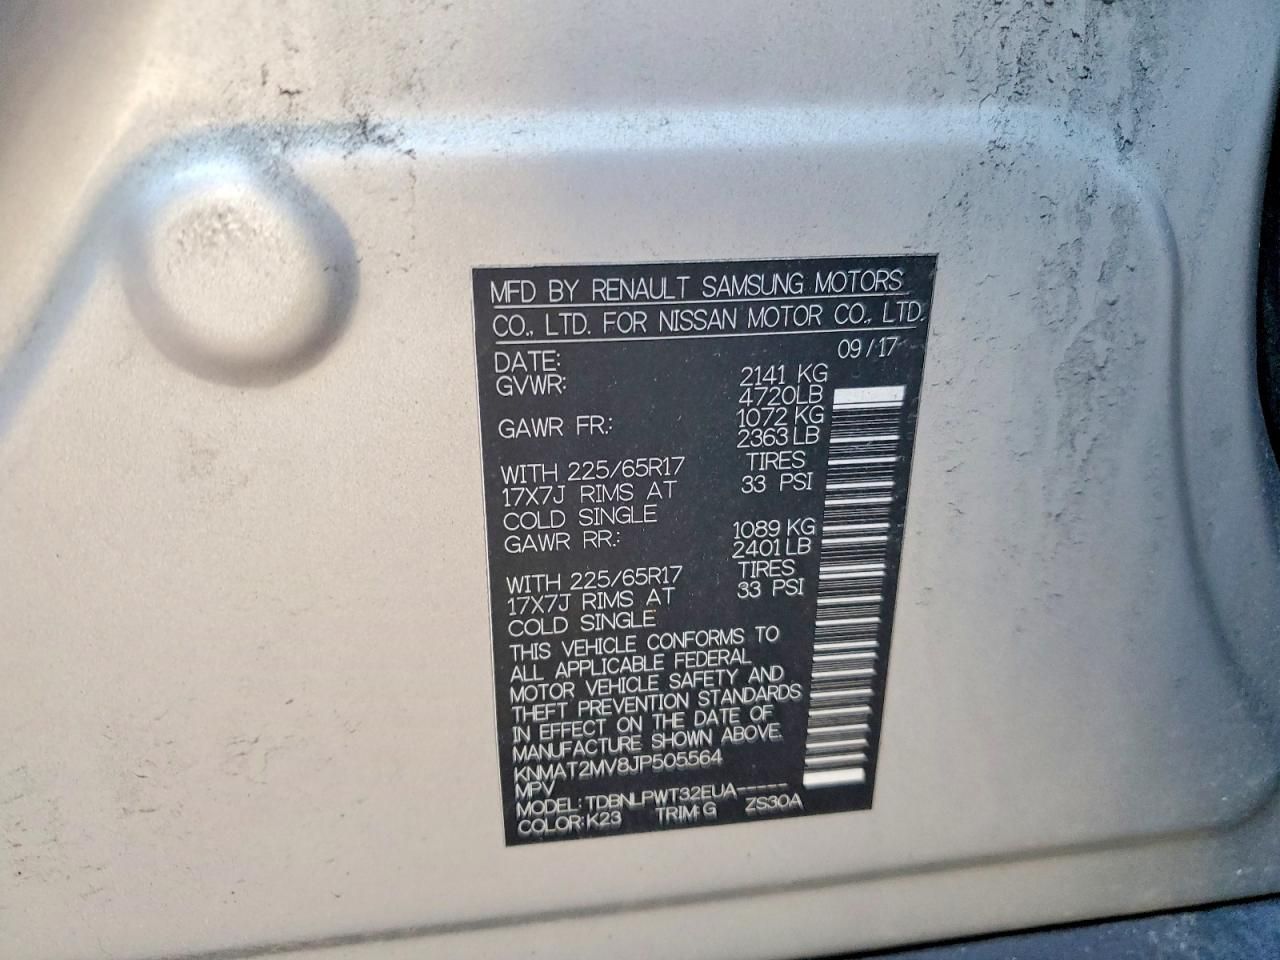 MFD BY RENAULT SAMSUNG MOTORS
CO., LTD. FOR NISSAN MOTOR CO., LTD.
DATE: 09/17
GVWR: 2141 KG
4720LB
GAWR FR.: 1072 KG
2363LB
WITH 225/65R17 TIRES
17X7J RIMS AT 33 PSI
COLD SINGLE
GAWR RR.: 1089 KG
2401LB
WITH 225/65R17 TIRES
17X7J RIMS AT 33 PSI
COLD SINGLE
THIS VEHICLE CONFORMS TO
ALL APPLICABLE FEDERAL
MOTOR VEHICLE SAFETY AND
THEFT PREVENTION STANDARDS
IN EFFECT ON THE DATE OF
MANUFACTURE SHOWN ABOVE.
KNMAT2MV8JP505564
MPV
MODEL: TDBNLPWT32EUA-----
COLOR: K23 TRIM: G ZS30A